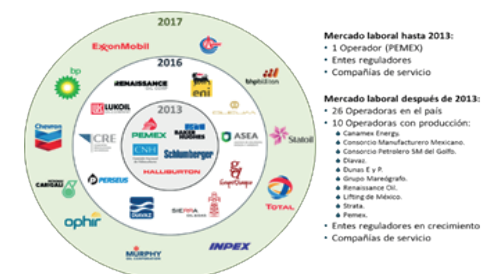 2017
ExxonMobil
2016
bp
RENAISSANCE
eni
bhpbilliton
LUKOIL
2013
Chevron
CRE
PEMEX
BAKER
HUGHES
ASEA
Statoil
CNH
Schlumberger
PERSEUS
HALLIBURTON
TOTAL
ophir
DIAVAZ
SIERRA
MURPHY
INPEX
Mercado laboral hasta 2013:
• 1 Operador (PEMEX)
• Entes reguladores
• Compañías de servicio
Mercado laboral después de 2013:
• 26 Operadoras en el país
• 10 Operadoras con producción:
Canamex Energy.
Consorcio Manufacturero Mexicano.
Consorcio Petrolero SM del Golfo.
Diavaz.
Dunas E y P.
Grupo Mareógrafo.
Renaissance Oil.
Lifting de México.
Strata.
Pemex.
• Entes reguladores en crecimiento
• Compañías de servicio